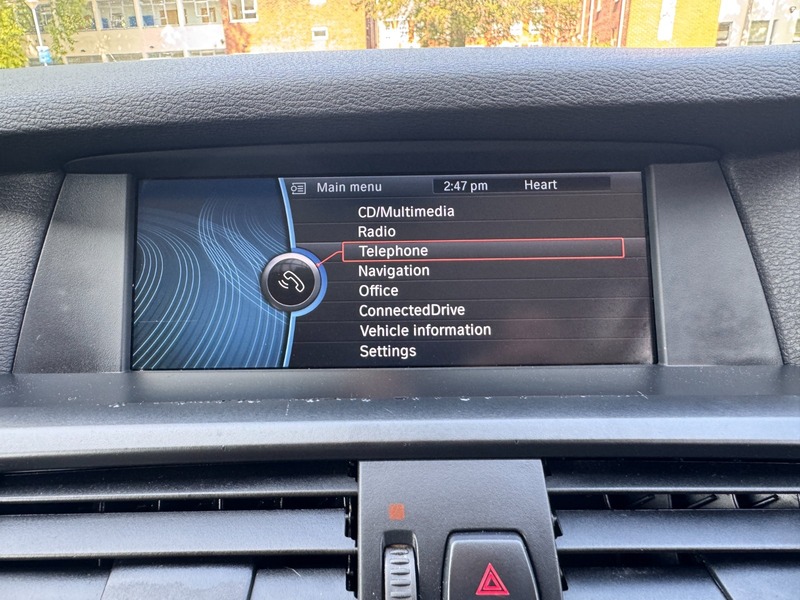 Main menu 2:47 pm Heart
CD/Multimedia
Radio
Telephone
Navigation
Office
ConnectedDrive
Vehicle information
Settings